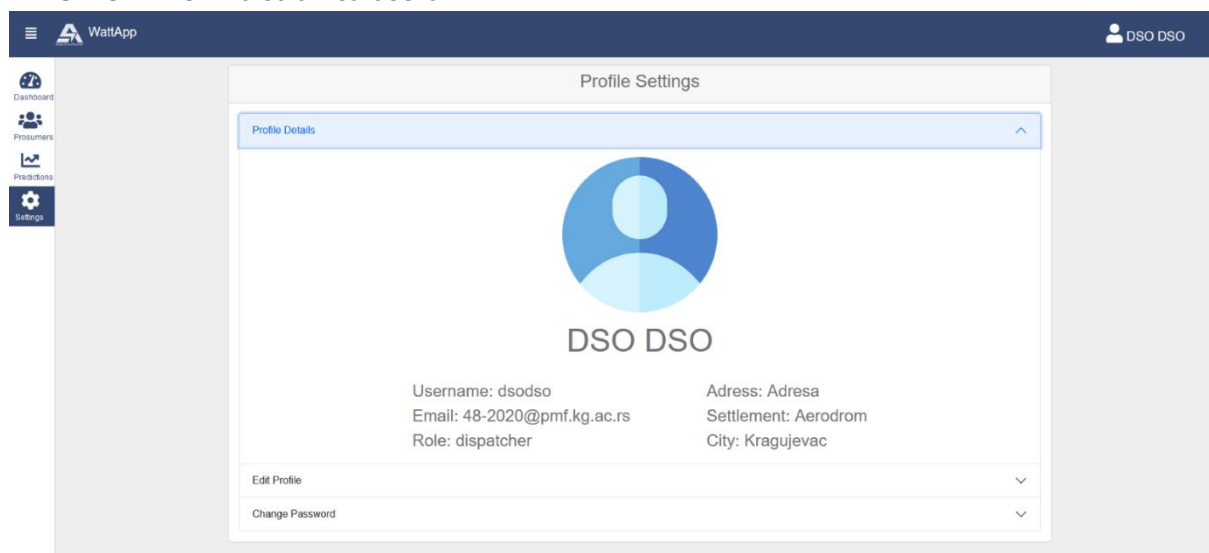 WattApp
DSO DSO
Dashboard
Prosumers
Predictions
Settings
Profile Settings
Profile Details
DSO DSO
Username: dsodso
Adress: Adresa
Email: 48-2020@pmf.kg.ac.rs
Settlement: Aerodrom
Role: dispatcher
City: Kragujevac
Edit Profile
Change Password